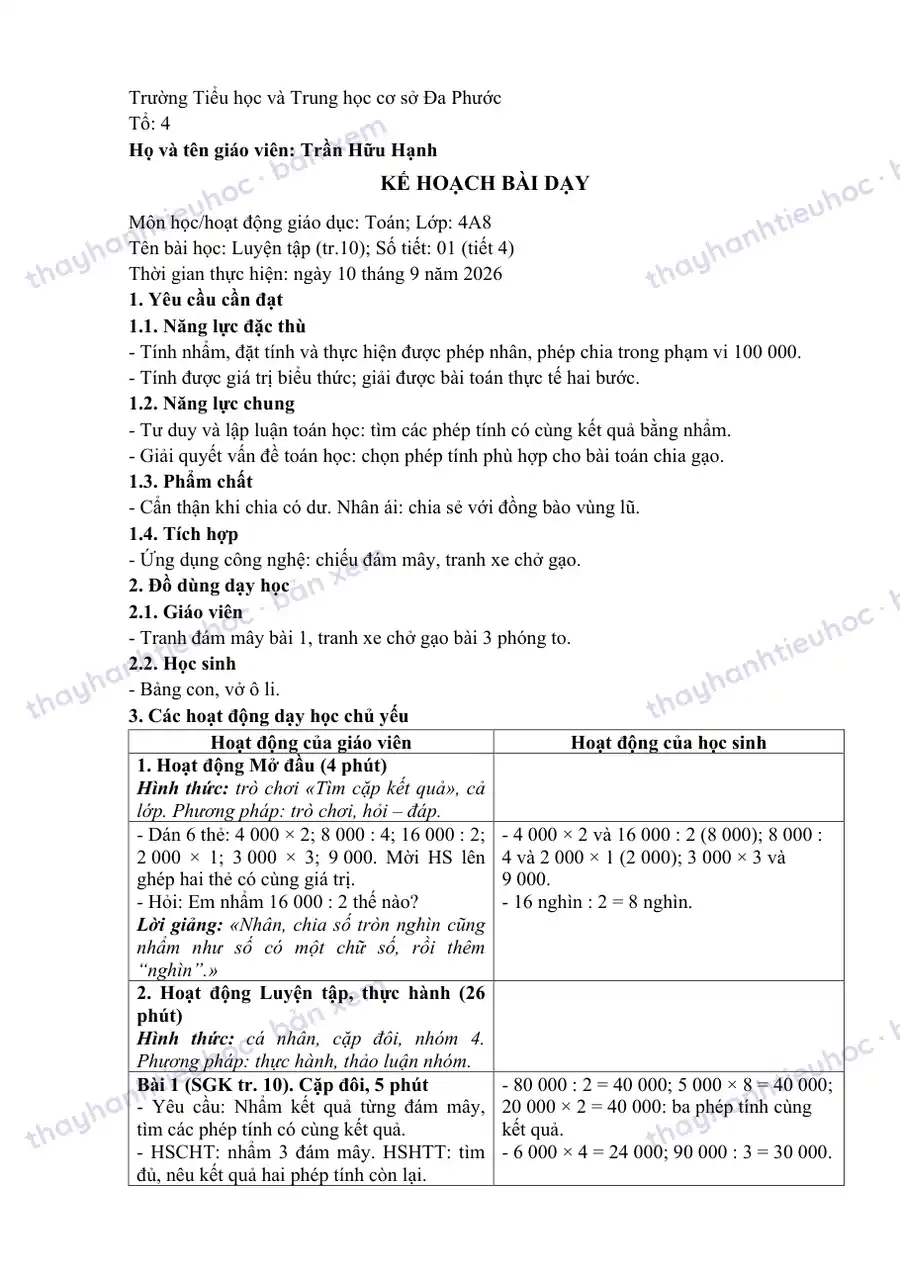 Trường Tiểu học và Trung học cơ sở Đa Phước
Tổ: 4
Họ và tên giáo viên: Trần Hữu Hạnh
KẾ HOẠCH BÀI DẠY
Môn học/hoạt động giáo dục: Toán; Lớp: 4A8
Tên bài học: Luyện tập (tr.10); Số tiết: 01 (tiết 4)
Thời gian thực hiện: ngày 10 tháng 9 năm 2026
1. Yêu cầu cần đạt
1.1. Năng lực đặc thù
- Tính nhẩm, đặt tính và thực hiện được phép nhân, phép chia trong phạm vi 100 000.
- Tính được giá trị biểu thức; giải được bài toán thực tế hai bước.
1.2. Năng lực chung
- Tư duy và lập luận toán học: tìm các phép tính có cùng kết quả bằng nhẩm.
- Giải quyết vấn đề toán học: chọn phép tính phù hợp cho bài toán chia gạo.
1.3. Phẩm chất
- Cẩn thận khi chia có dư. Nhân ái: chia sẻ với đồng bào vùng lũ.
1.4. Tích hợp
- Ứng dụng công nghệ: chiếu đám mây, tranh xe chở gạo.
2. Đồ dùng dạy học
2.1. Giáo viên
- Tranh đám mây bài 1, tranh xe chở gạo bài 3 phóng to.
2.2. Học sinh
- Bảng con, vở ô li.
3. Các hoạt động dạy học chủ yếu
Hoạt động của giáo viên
Hoạt động của học sinh
1. Hoạt động Mở đầu (4 phút)
Hình thức: trò chơi «Tìm cặp kết quả», cả
lớp. Phương pháp: trò chơi, hỏi – đáp.
- Dán 6 thẻ: 4 000 × 2; 8 000 : 4; 16 000 : 2;
2 000 × 1; 3 000 × 3; 9 000. Mời HS lên
ghép hai thẻ có cùng giá trị.
- Hỏi: Em nhẩm 16 000 : 2 thế nào?
Lời giảng: «Nhân, chia số tròn nghìn cũng
nhẩm như số có một chữ số, rồi thêm
“nghìn”.»
- 4 000 × 2 và 16 000 : 2 (8 000); 8 000 :
4 và 2 000 × 1 (2 000); 3 000 × 3 và
9 000.
- 16 nghìn : 2 = 8 nghìn.
2. Hoạt động Luyện tập, thực hành (26
phút)
Hình thức: cá nhân, cặp đôi, nhóm 4.
Phương pháp: thực hành, thảo luận nhóm.
Bài 1 (SGK tr. 10). Cặp đôi, 5 phút
- Yêu cầu: Nhẩm kết quả từng đám mây,
tìm các phép tính có cùng kết quả.
- HSCHT: nhẩm 3 đám mây. HSHTT: tìm
đủ, nêu kết quả hai phép tính còn lại.
- 80 000 : 2 = 40 000; 5 000 × 8 = 40 000;
20 000 × 2 = 40 000: ba phép tính cùng
kết quả.
- 6 000 × 4 = 24 000; 90 000 : 3 = 30 000.
thayhanhtieuhoc · bản xem
thayhanhtieuhoc · b
thayhanhtieuhoc · bản xem
thayhanhtieuhoc · b
thayhanhtieuhoc · bản xem
thayhanhtieuhoc · b